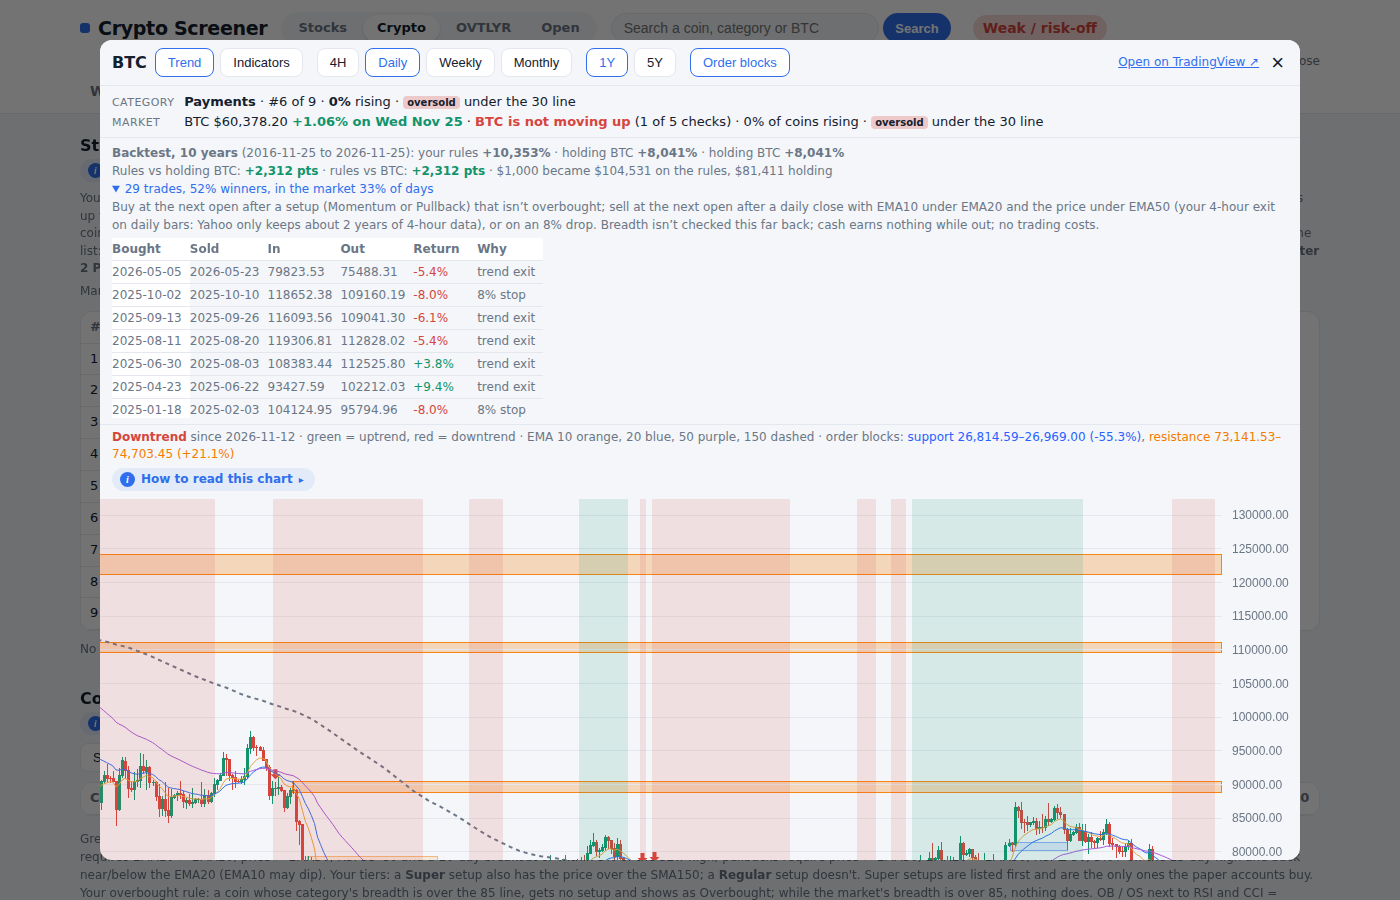 Crypto Screener Stocks Crypto OVTLYR Open Search a coin, category or BTC Search Weak / risk-off
BTC Trend Indicators 4H Daily Weekly Monthly 1Y 5Y Order blocks Open on TradingView ↗ ×
CATEGORY Payments · #6 of 9 · 0% rising · oversold under the 30 line
MARKET BTC $60,378.20 +1.06% on Wed Nov 25 · BTC is not moving up (1 of 5 checks) · 0% of coins rising · oversold under the 30 line
Backtest, 10 years (2016-11-25 to 2026-11-25): your rules +10,353% · holding BTC +8,041% · holding BTC +8,041%
Rules vs holding BTC: +2,312 pts · rules vs BTC: +2,312 pts · $1,000 became $104,531 on the rules, $81,411 holding
▼ 29 trades, 52% winners, in the market 33% of days
Buy at the next open after a setup (Momentum or Pullback) that isn't overbought; sell at the next open after a daily close with EMA10 under EMA20 and the price under EMA50 (your 4-hour exit
on daily bars: Yahoo only keeps about 2 years of 4-hour data), or on an 8% drop. Breadth isn't checked this far back; cash earns nothing while out; no trading costs.
Bought Sold In Out Return Why
2026-05-05 2026-05-23 79823.53 75488.31 -5.4% trend exit
2025-10-02 2025-10-10 118652.38 109160.19 -8.0% 8% stop
2025-09-13 2025-09-26 116093.56 109041.30 -6.1% trend exit
2025-08-11 2025-08-20 119306.81 112828.02 -5.4% trend exit
2025-06-30 2025-08-03 108383.44 112525.80 +3.8% trend exit
2025-04-23 2025-06-22 93427.59 102212.03 +9.4% trend exit
2025-01-18 2025-02-03 104124.95 95794.96 -8.0% 8% stop
Downtrend since 2026-11-12 · green = uptrend, red = downtrend · EMA 10 orange, 20 blue, 50 purple, 150 dashed · order blocks: support 26,814.59–26,969.00 (-55.3%), resistance 73,141.53–
74,703.45 (+21.1%)
i How to read this chart ▸
130000.00
125000.00
120000.00
115000.00
110000.00
105000.00
100000.00
95000.00
90000.00
85000.00
80000.00
#
1
2
3
4
5
6
7
8
9
No
near/below the EMA20 (EMA10 may dip). Your tiers: a Super setup also has the price over the SMA150; a Regular setup doesn't. Super setups are listed first and are the only ones the paper accounts buy.
Your overbought rule: a coin whose category's breadth is over the 85 line, gets no setup and shows as Overbought; while the market's breadth is over 85, nothing does. OB / OS next to RSI and CCI =